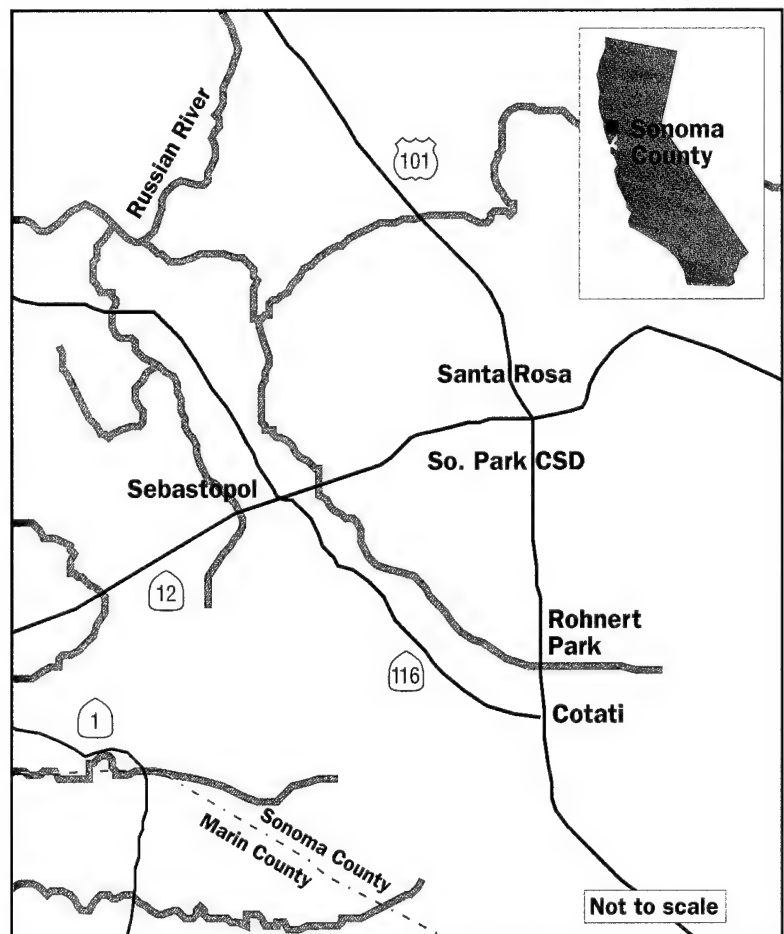 Russian River
101
Sonoma
County
Santa Rosa
So. Park CSD
Sebastopol
12
Rohnert
Park
116
Cotati
1
Sonoma County
Marin County
Not to scale